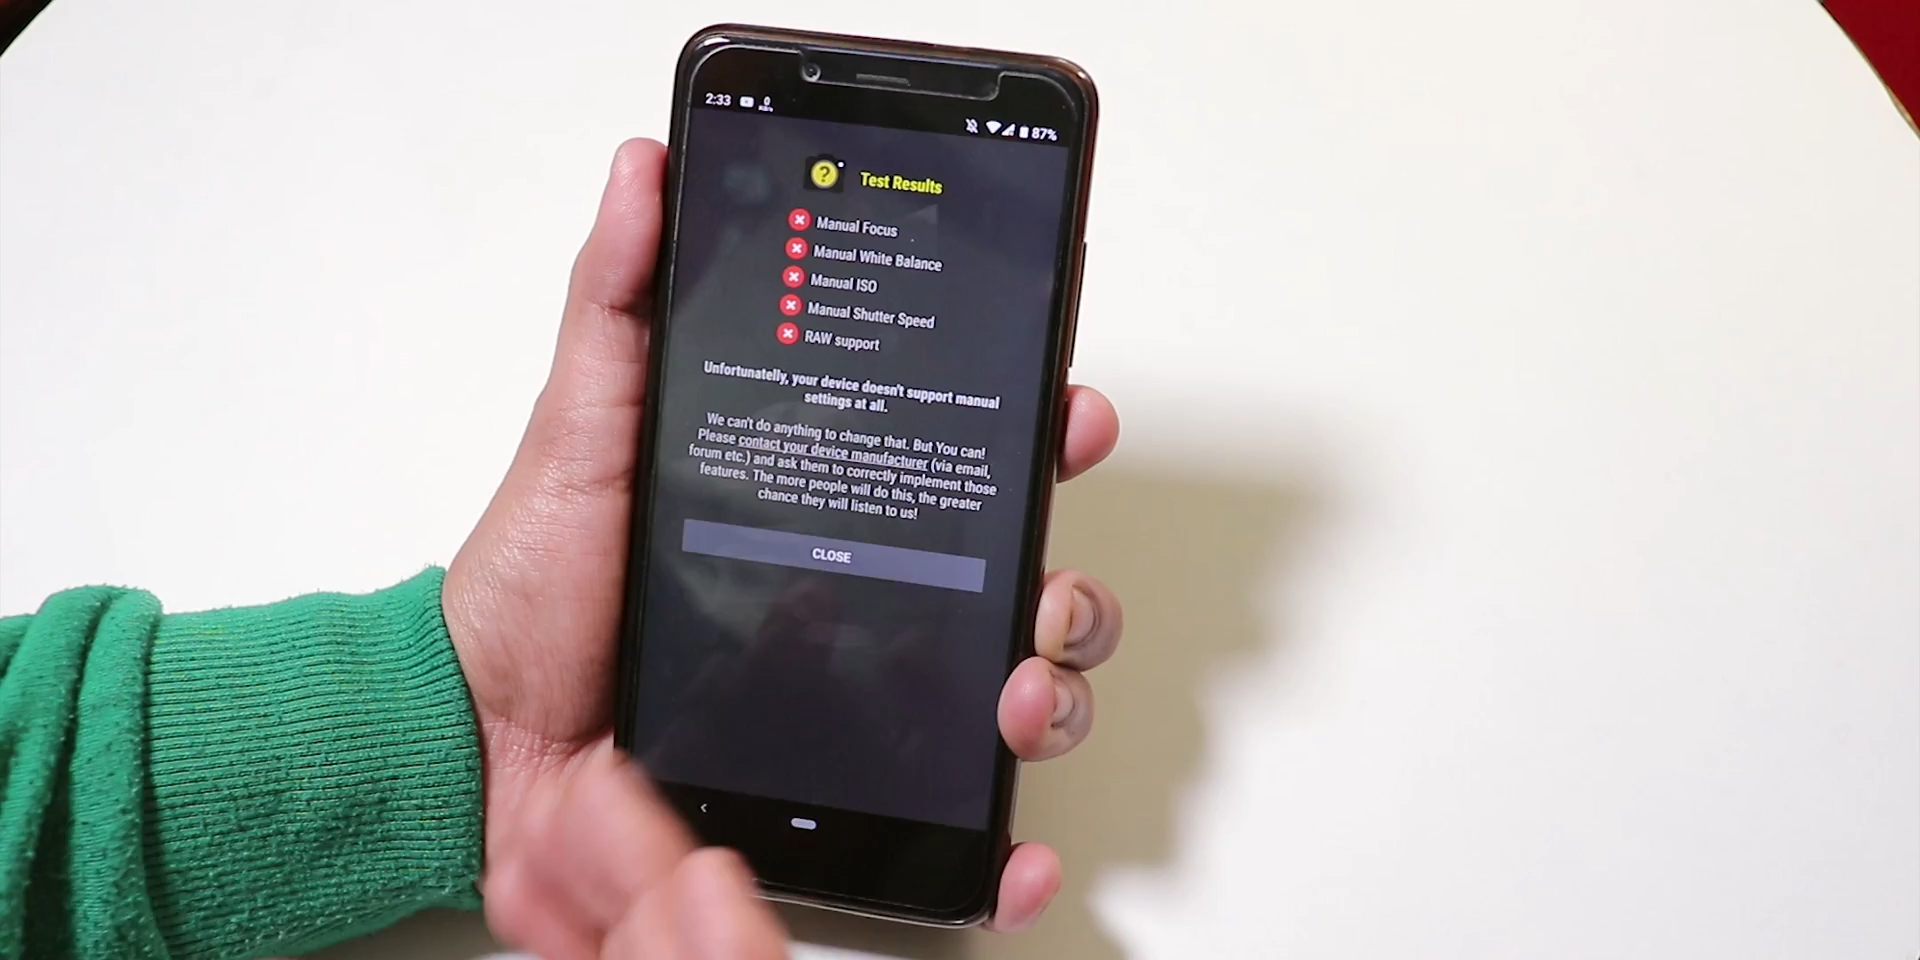 2:33 0
87%
?
Test Results
Manual Focus
Manual White Balance
Manual ISO
Manual Shutter Speed
RAW support
Unfortunatelly, your device doesn't support manual
settings at all.
We can't do anything to change that. But You can!
Please contact your device manufacturer (via email,
forum etc.) and ask them to correctly implement those
features. The more people will do this, the greater
chance they will listen to us!
CLOSE